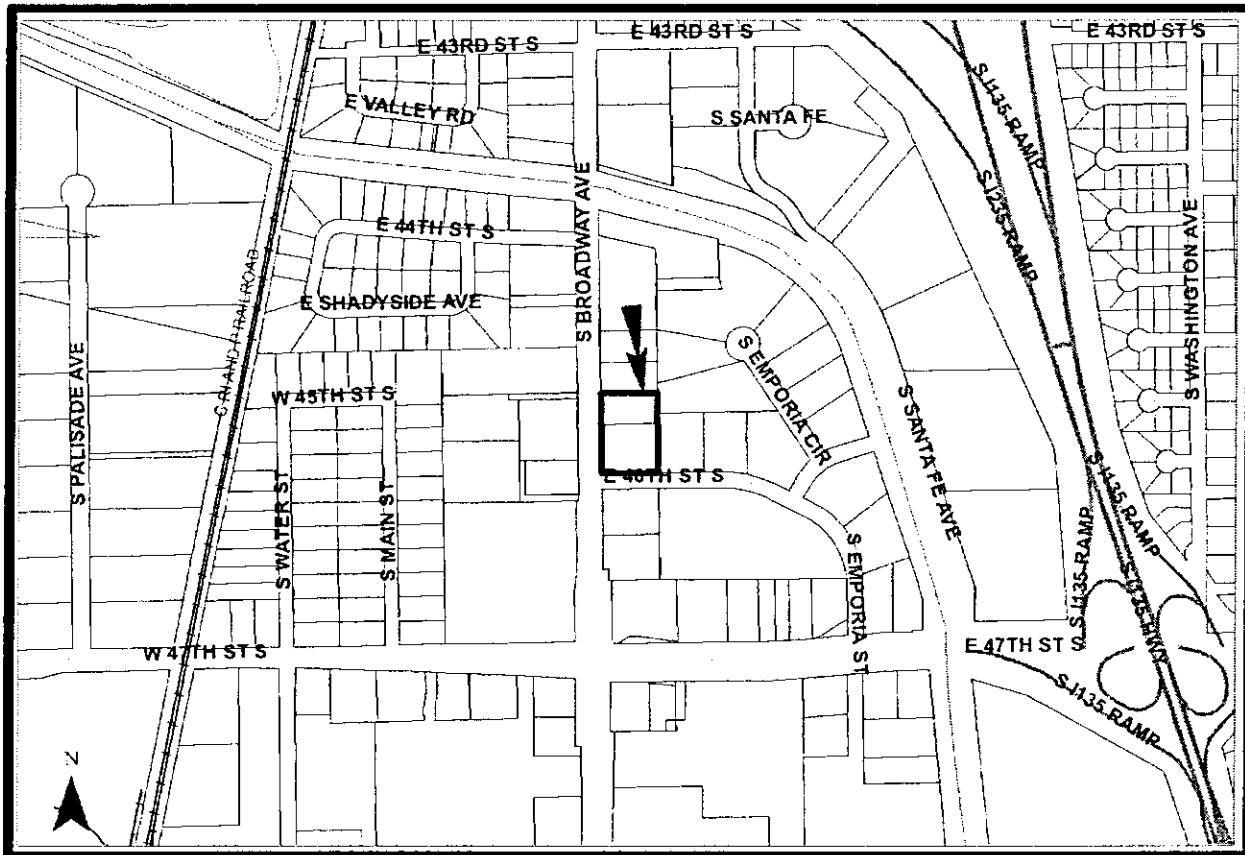 E 43RD ST S
E 43RD ST S
E 43RD ST S
E VALLEY RD
S SANTA FE
S I135 RAMP
S I235 RAMP
S BROADWAY AVE
E 44TH ST S
S WASHINGTON AVE
E SHADYSIDE AVE
C RI AND P RAILROAD
S PALISADE AVE
S EMPORIA CIR
W 45TH ST S
S SANTA FE AVE
E 46TH ST S
S WATER ST
S MAIN ST
S I135 RAMP
S I135 RAMP
S EMPORIA ST
S I135 HWY
W 47TH ST S
E 47TH ST S
S I135 RAMP
N